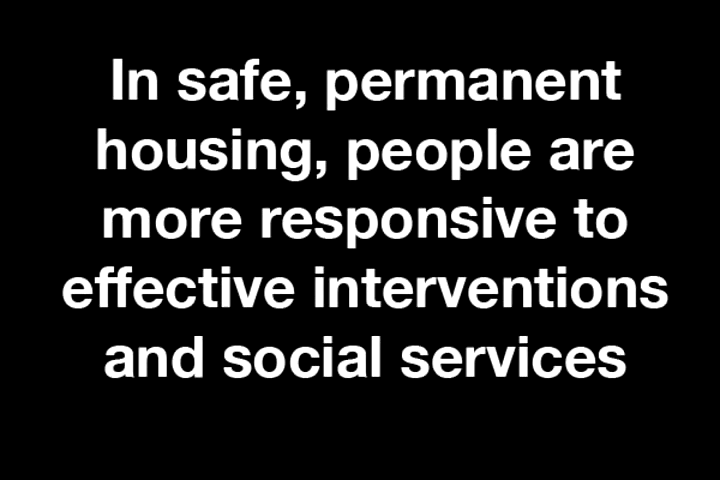 In safe, permanent
housing, people are
more responsive to
effective interventions
and social services